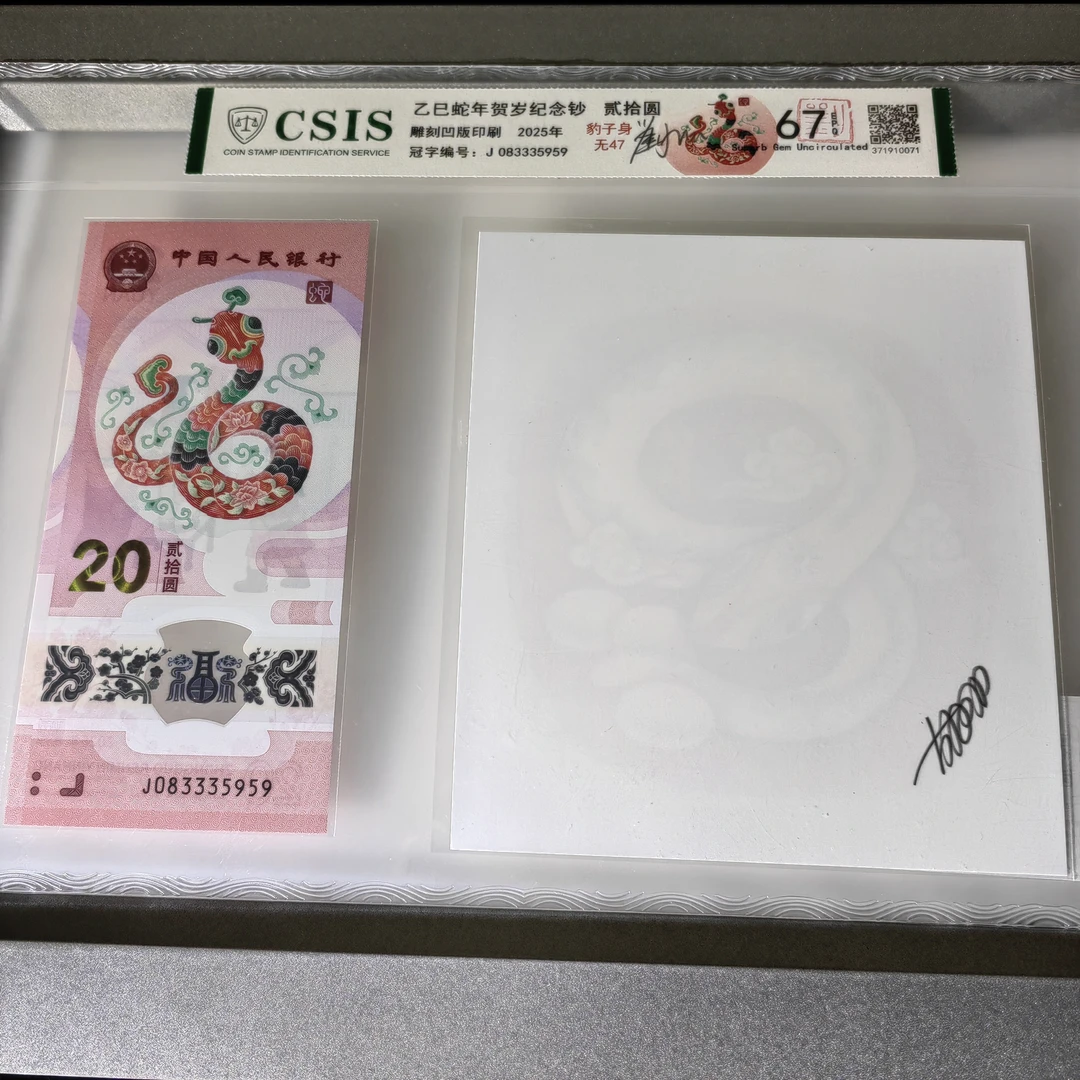 CSIS
COIN STAMP IDENTIFICATION SERVICE
乙巳蛇年贺岁纪念钞 贰拾圆
雕刻凹版印刷 2025年
冠字编号：J 083335959
豹子身
无47
67
Gem Uncirculated
371910071
中国人民银行
20
贰拾圆
J083335959